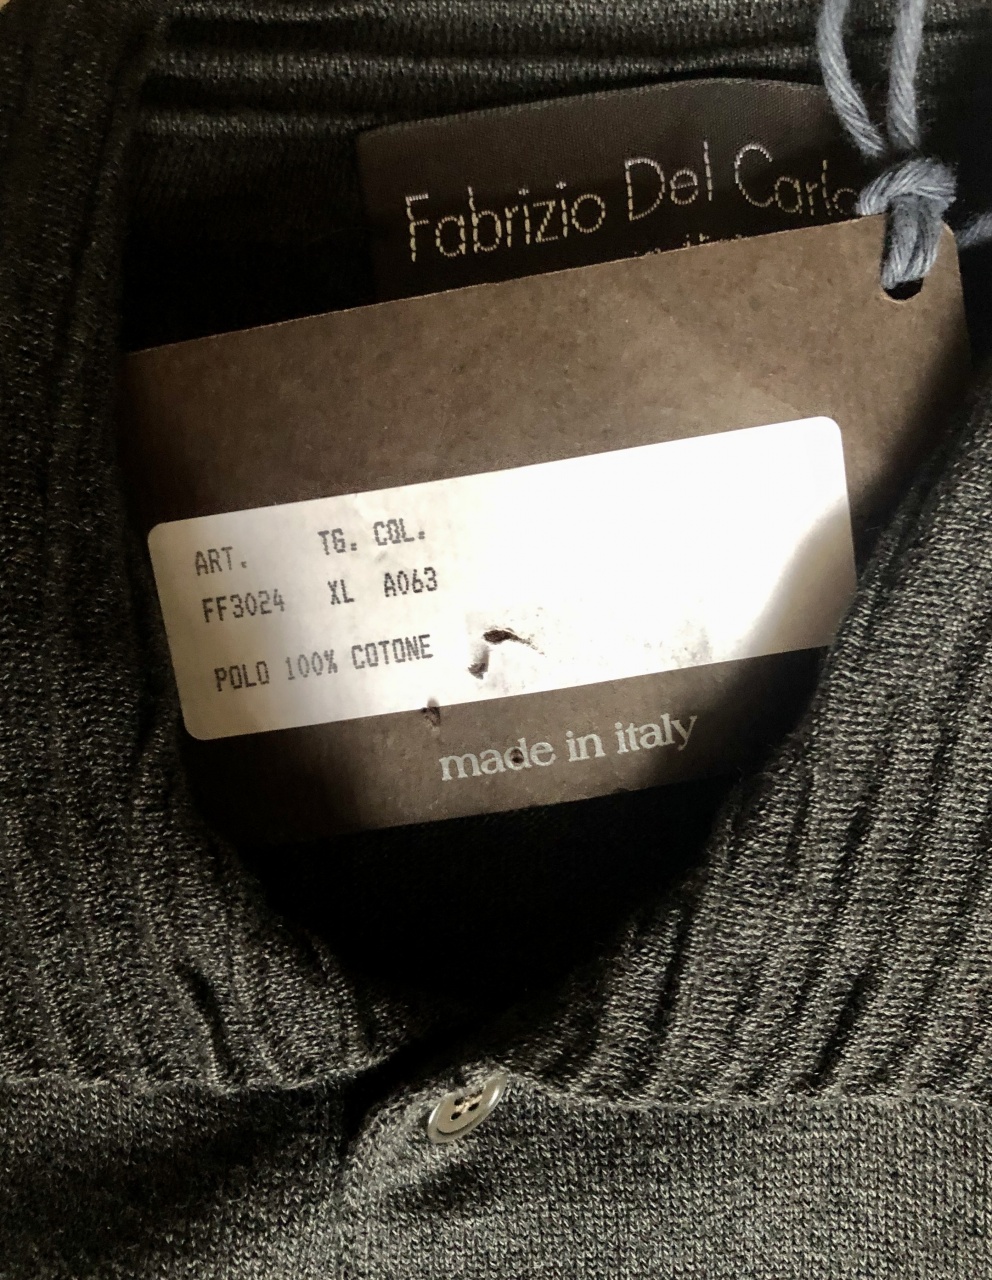 Fabrizio Del Carlo
ART. TG. COL.
FF3024 XL A063
POLO 100% COTONE
made in italy